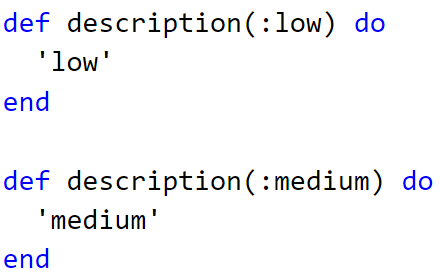 def description(:low) do
  'low'
end

def description(:medium) do
  'medium'
end